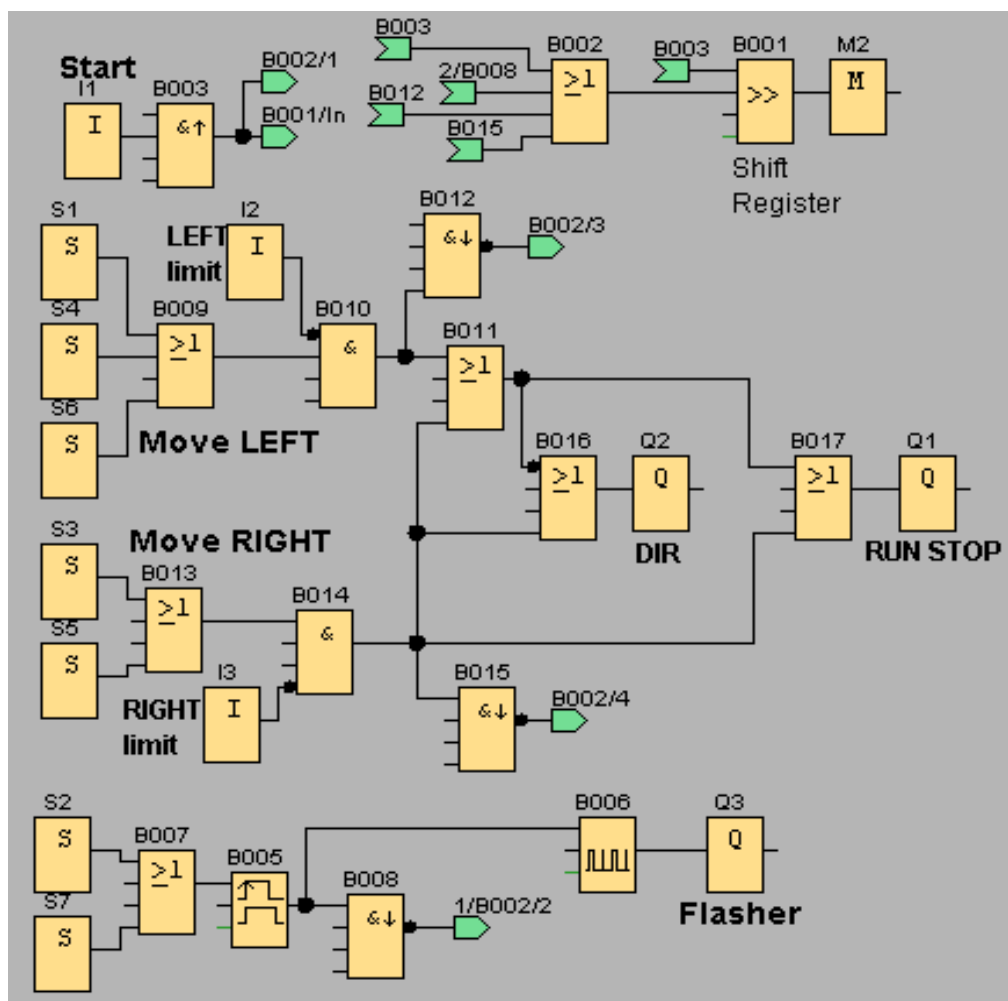 Start
I1
I
B003
&↑
B002/1
B001/In
B003
2/B008
B012
B015
B002
≥1
B003
B001
>>
Shift
Register
M2
M
S1
S
S4
S
S6
S
LEFT
limit
I2
I
B009
≥1
Move LEFT
B010
&
B012
&↓
B002/3
B011
≥1
B016
≥1
Q2
Q
DIR
B017
≥1
Q1
Q
RUN STOP
Move RIGHT
S3
S
S5
S
B013
≥1
B014
&
RIGHT
limit
I3
I
B015
&↓
B002/4
S2
S
S7
S
B007
≥1
B005
B008
&↓
1/B002/2
B006
Q3
Q
Flasher